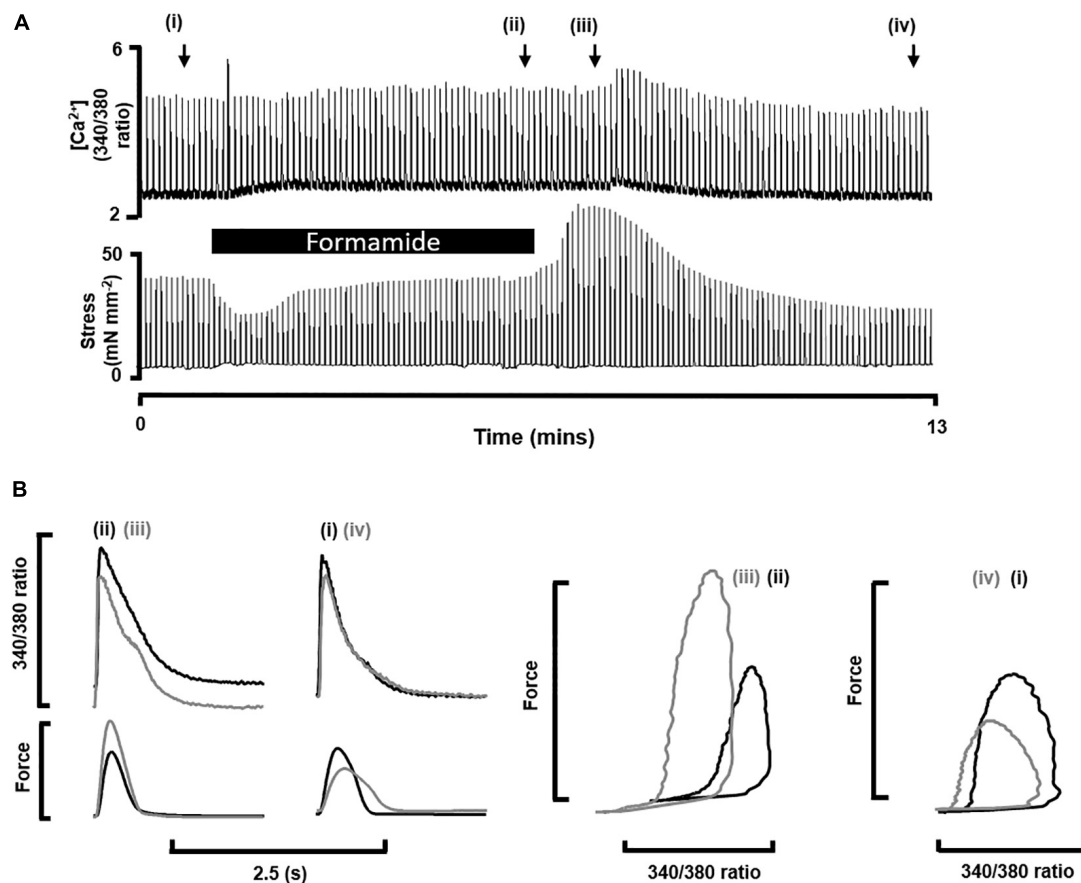 A
(i)
(ii)
(iii)
(iv)
6
[Ca²⁺]
(340/380
ratio)
2
Formamide
50
Stress
(mN mm⁻²)
0
0
13
Time (mins)
B
(ii) (iii)
(i) (iv)
340/380 ratio
Force
2.5 (s)
(iii) (ii)
Force
340/380 ratio
(iv) (i)
Force
340/380 ratio